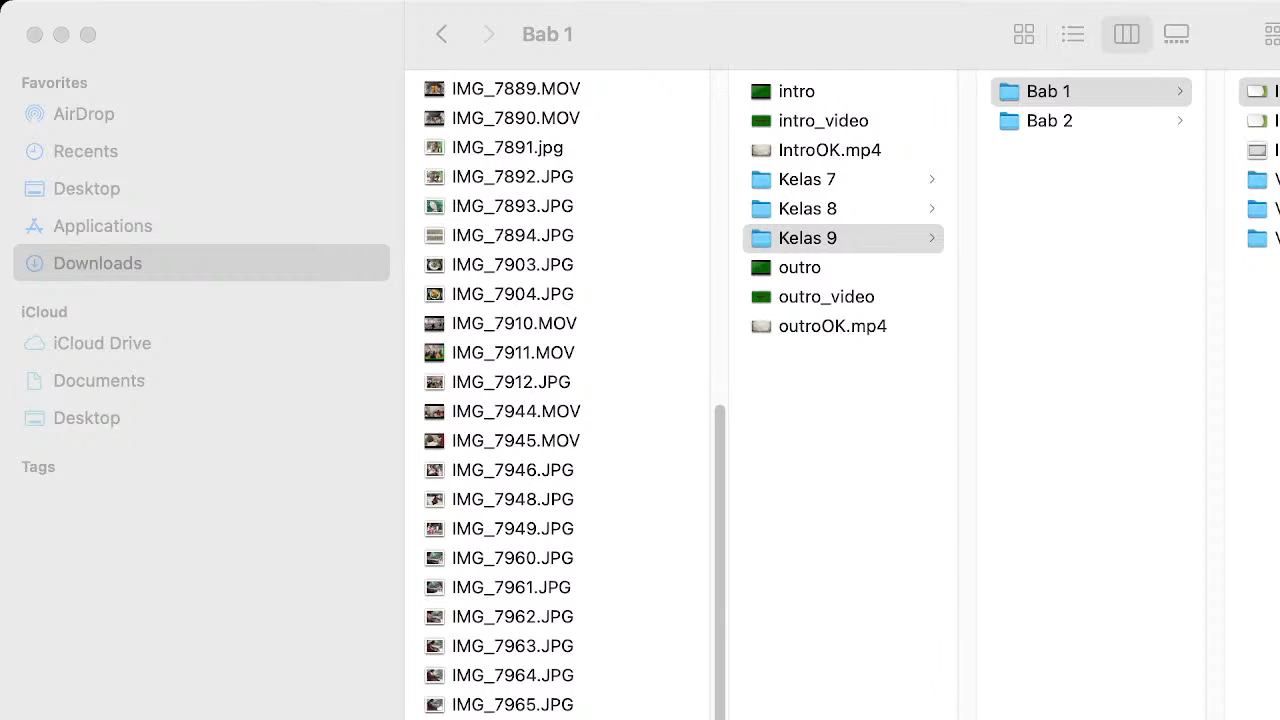 Bab 1
Favorites
AirDrop
Recents
Desktop
Applications
Downloads
iCloud
iCloud Drive
Documents
Desktop
Tags
IMG_7889.MOV
IMG_7890.MOV
IMG_7891.jpg
IMG_7892.JPG
IMG_7893.JPG
IMG_7894.JPG
IMG_7903.JPG
IMG_7904.JPG
IMG_7910.MOV
IMG_7911.MOV
IMG_7912.JPG
IMG_7944.MOV
IMG_7945.MOV
IMG_7946.JPG
IMG_7948.JPG
IMG_7949.JPG
IMG_7960.JPG
IMG_7961.JPG
IMG_7962.JPG
IMG_7963.JPG
IMG_7964.JPG
IMG_7965.JPG
intro
intro_video
IntroOK.mp4
Kelas 7
Kelas 8
Kelas 9
outro
outro_video
outroOK.mp4
Bab 1
Bab 2